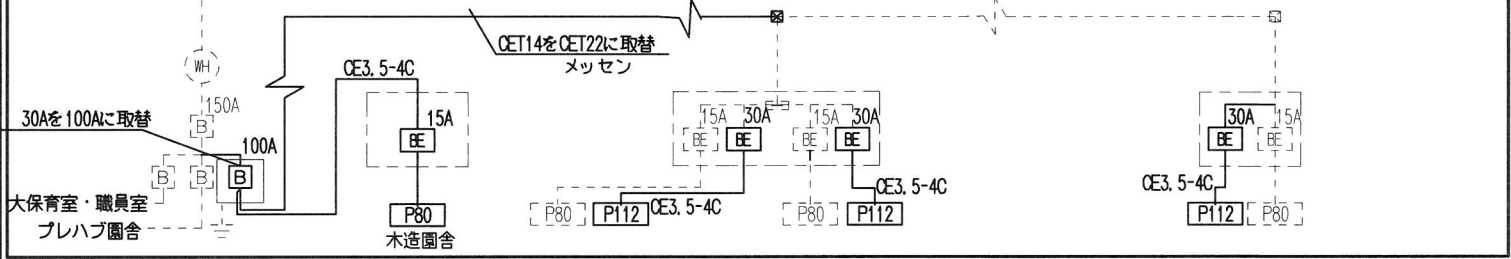 CET14をCET22に取替
メッセン
WH
CE3.5-4C
150A
B
30Aを100Aに取替
100A
B
B
B
大保育室・職員室
プレハブ園舎
15A
BE
P80
木造園舎
15A
30A
15A
30A
BE
BE
BE
BE
P80
P112
CE3.5-4C
P80
P112
CE3.5-4C
30A
15A
BE
BE
CE3.5-4C
P112
P80